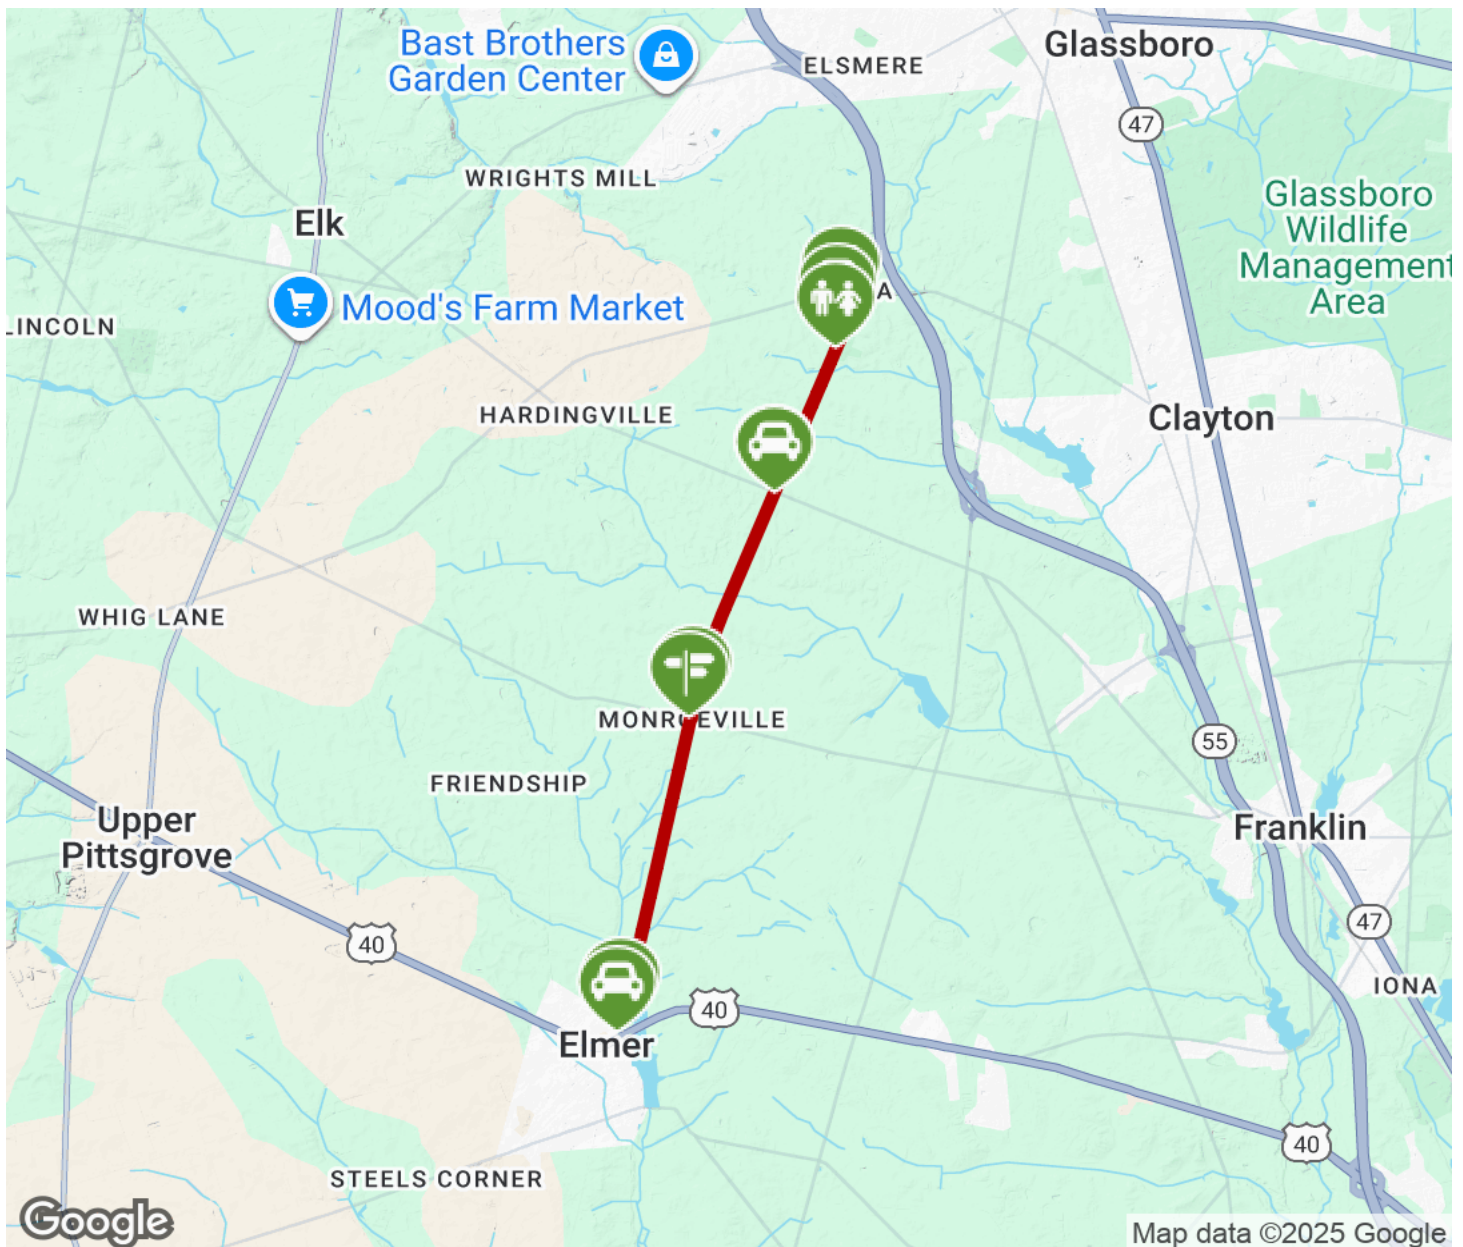 Bast Brothers
Garden Center
ELSMERE
Glassboro
47
WRIGHTS MILL
Elk
Glassboro
Wildlife
Management
Area
A
Mood's Farm Market
LINCOLN
HARDINGVILLE
Clayton
WHIG LANE
MONROEVILLE
55
FRIENDSHIP
Upper
Pittsgrove
Franklin
40
47
IONA
40
Elmer
40
STEELS CORNER
Google
Map data ©2025 Google